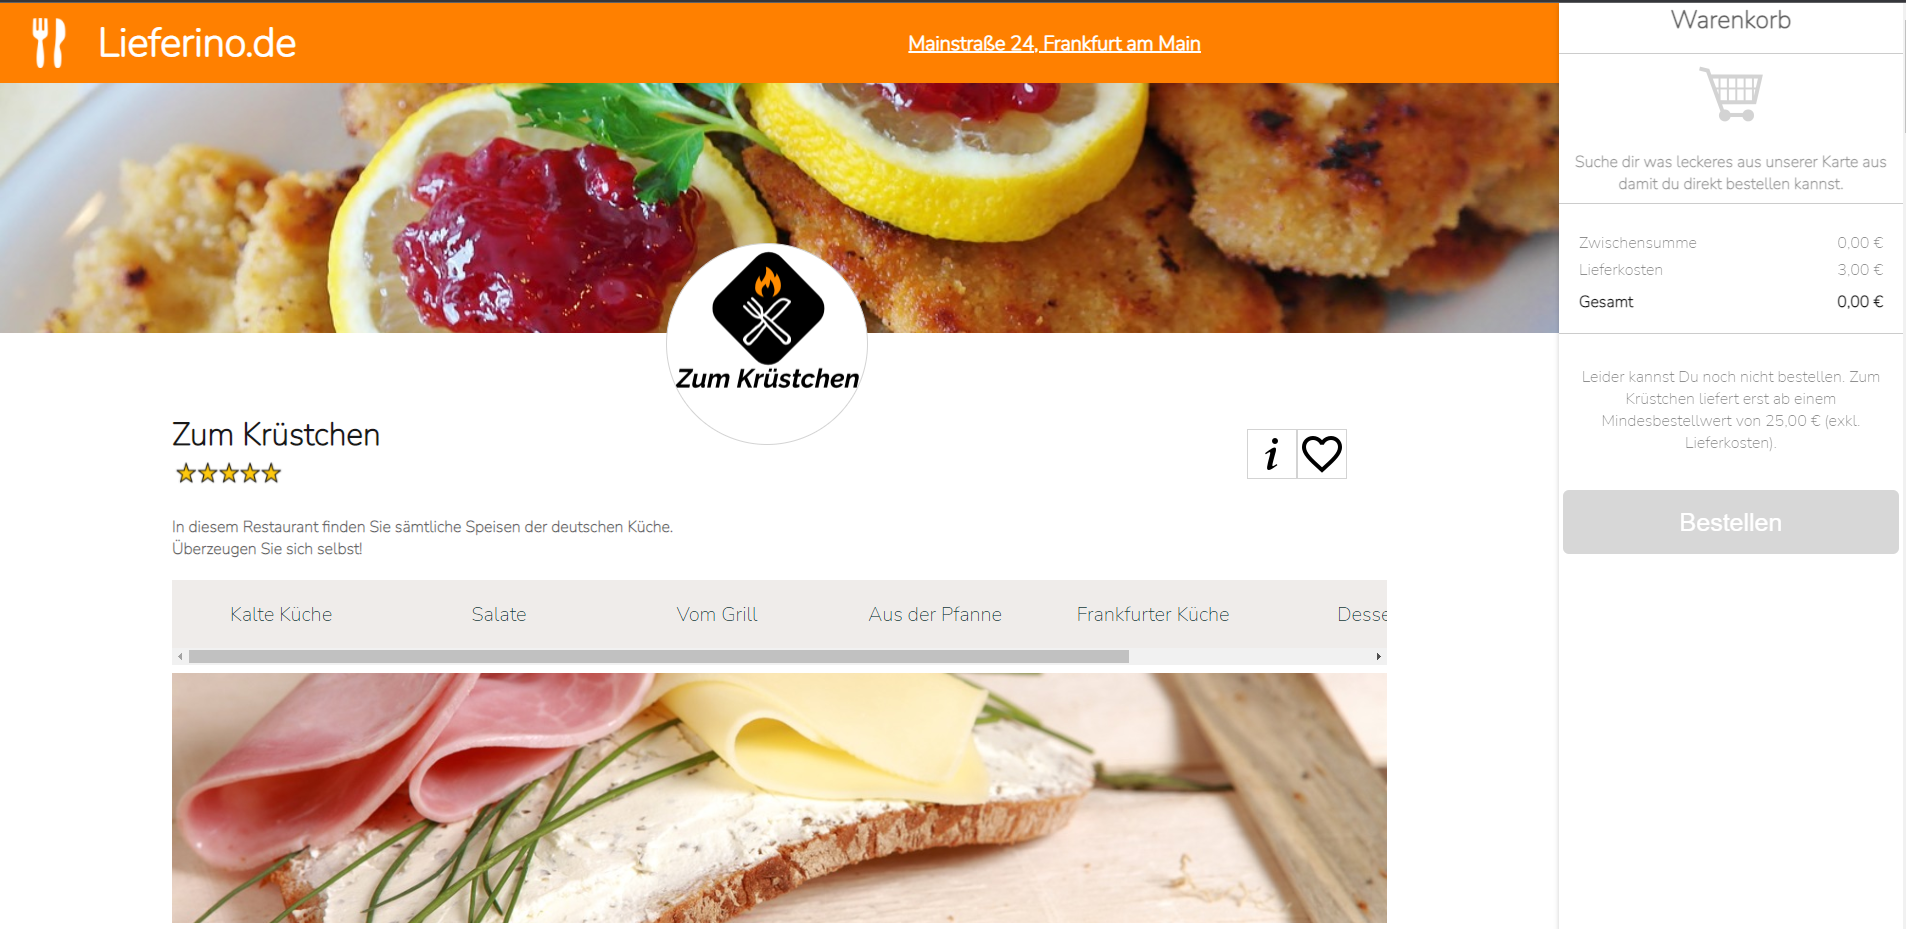 Lieferino.de
Mainstraße 24, Frankfurt am Main
Zum Krüstchen
Zum Krüstchen
In diesem Restaurant finden Sie sämtliche Speisen der deutschen Küche.
Überzeugen Sie sich selbst!
Kalte Küche Salate Vom Grill Aus der Pfanne Frankfurter Küche Desse
Warenkorb
Suche dir was leckeres aus unserer Karte aus
damit du direkt bestellen kannst.
Zwischensumme 0,00 €
Lieferkosten 3,00 €
Gesamt 0,00 €
Leider kannst Du noch nicht bestellen. Zum
Krüstchen liefert erst ab einem
Mindesbestellwert von 25,00 € (exkl.
Lieferkosten).
Bestellen